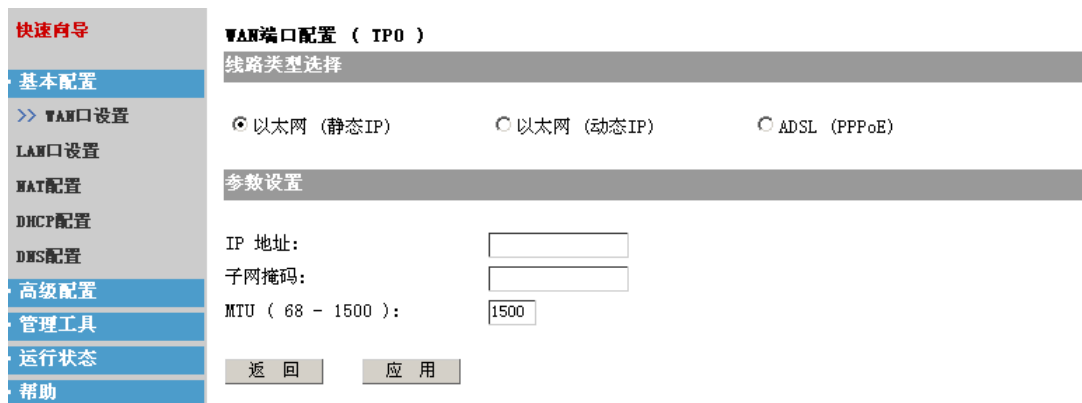 快速向导
基本配置
>> WAN口设置
LAN口设置
NAT配置
DHCP配置
DNS配置
高级配置
管理工具
运行状态
帮助
WAN端口配置 ( TP0 )
线路类型选择
以太网 (静态IP) 以太网 (动态IP) ADSL (PPPoE)
参数设置
IP 地址:
子网掩码:
MTU ( 68 - 1500 ): 1500
返 回 应 用